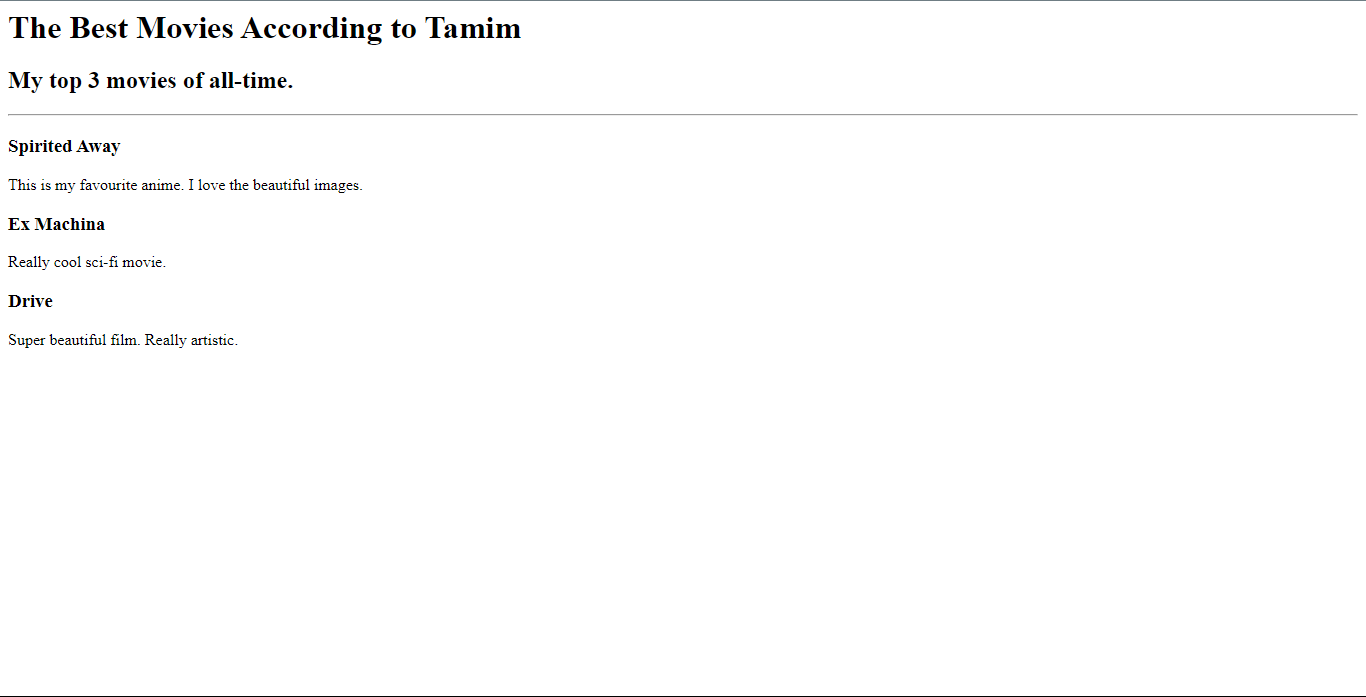 The Best Movies According to Tamim
My top 3 movies of all-time.
Spirited Away
This is my favourite anime. I love the beautiful images.
Ex Machina
Really cool sci-fi movie.
Drive
Super beautiful film. Really artistic.